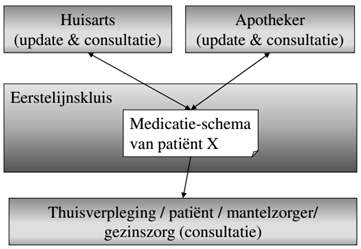 Huisarts
(update & consultatie)
Apotheker
(update & consultatie)
Eerstelijnskluis
Medicatie-schema
van patiënt X
Thuisverpleging / patiënt / mantelzorger/
gezinszorg (consultatie)